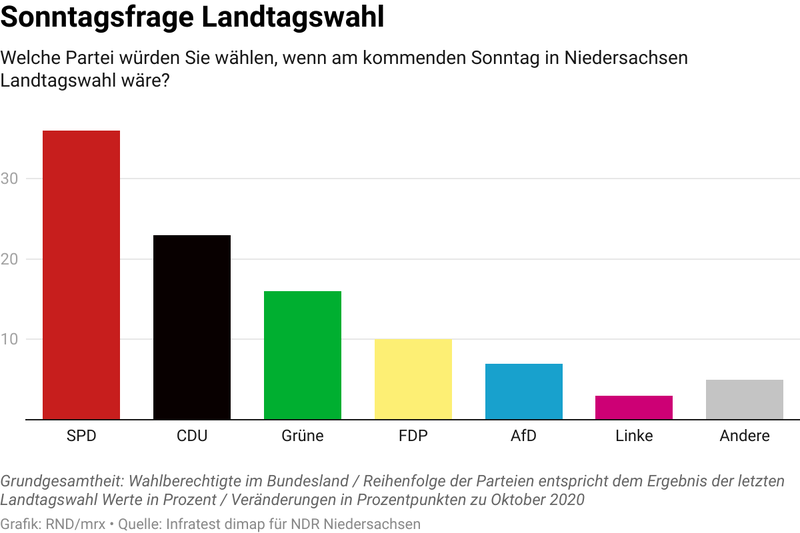 Sonntagsfrage Landtagswahl
Welche Partei würden Sie wählen, wenn am kommenden Sonntag in Niedersachsen
Landtagswahl wäre?
30
20
10
SPD CDU Grüne FDP AfD Linke Andere
Grundgesamtheit: Wahlberechtigte im Bundesland / Reihenfolge der Parteien entspricht dem Ergebnis der letzten
Landtagswahl Werte in Prozent / Veränderungen in Prozentpunkten zu Oktober 2020
Grafik: RND/mrx • Quelle: Infratest dimap für NDR Niedersachsen